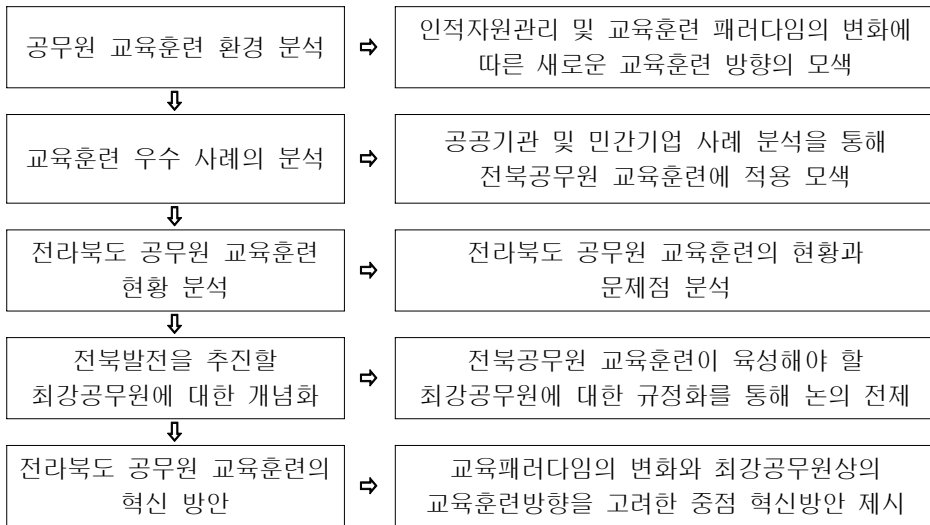 공무원 교육훈련 환경 분석
인적자원관리 및 교육훈련 패러다임의 변화에
따른 새로운 교육훈련 방향의 모색
교육훈련 우수 사례의 분석
공공기관 및 민간기업 사례 분석을 통해
전북공무원 교육훈련에 적용 모색
전라북도 공무원 교육훈련
현황 분석
전라북도 공무원 교육훈련의 현황과
문제점 분석
전북발전을 추진할
최강공무원에 대한 개념화
전북공무원 교육훈련이 육성해야 할
최강공무원에 대한 규정화를 통해 논의 전제
전라북도 공무원 교육훈련의
혁신 방안
교육패러다임의 변화와 최강공무원상의
교육훈련방향을 고려한 중점 혁신방안 제시